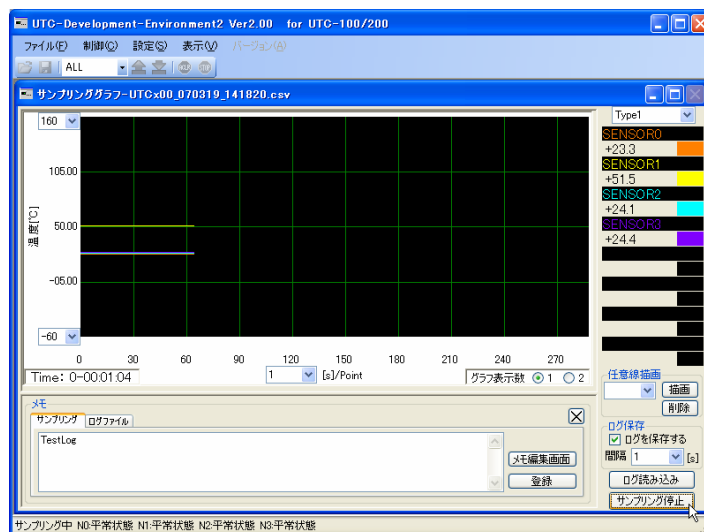 UTC-Development-Environment2 Ver2.00 for UTC-100/200
ファイル(F) 制御(C) 設定(S) 表示(V) バージョン(A)
ALL
サンプリンググラフ-UTCx00_070319_141820.csv
160
105.00
50.00
-05.00
-60
温度[℃]
0 30 60 90 120 150 180 210 240 270
Time: 0-00:01:04
1 [s]/Point
グラフ表示数 1 2
Type1
SENSOR0
+23.3
SENSOR1
+51.5
SENSOR2
+24.1
SENSOR3
+24.4
任意線描画
描画
削除
ログ保存
ログを保存する
間隔 1 [s]
ログ読み込み
サンプリング停止
メモ
サンプリング ログファイル
TestLog
メモ編集画面
登録
サンプリング中 N0:平常状態 N1:平常状態 N2:平常状態 N3:平常状態